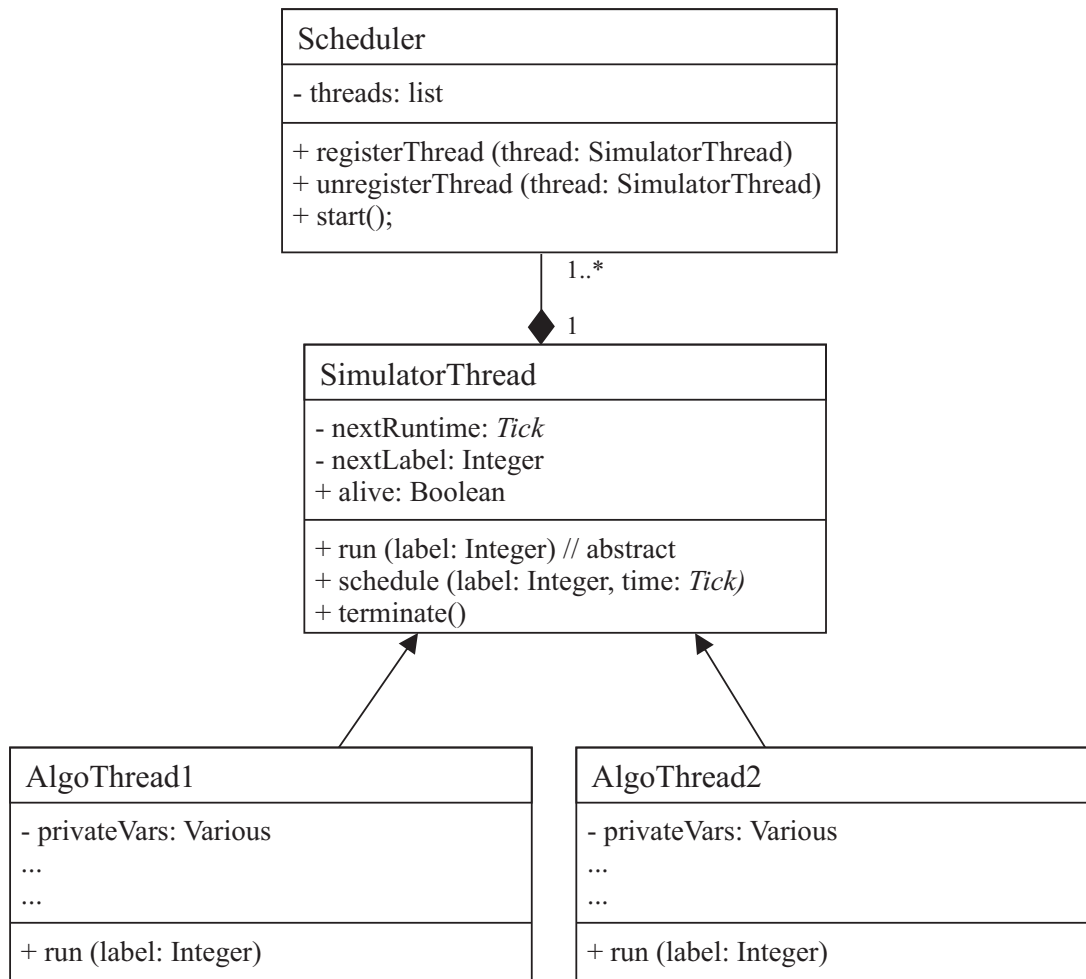 Scheduler
- threads: list
+ registerThread (thread: SimulatorThread)
+ unregisterThread (thread: SimulatorThread)
+ start();
1..*
1
SimulatorThread
- nextRuntime: Tick
- nextLabel: Integer
+ alive: Boolean
+ run (label: Integer) // abstract
+ schedule (label: Integer, time: Tick)
+ terminate()
AlgoThread1
- privateVars: Various
...
...
+ run (label: Integer)
AlgoThread2
- privateVars: Various
...
...
+ run (label: Integer)